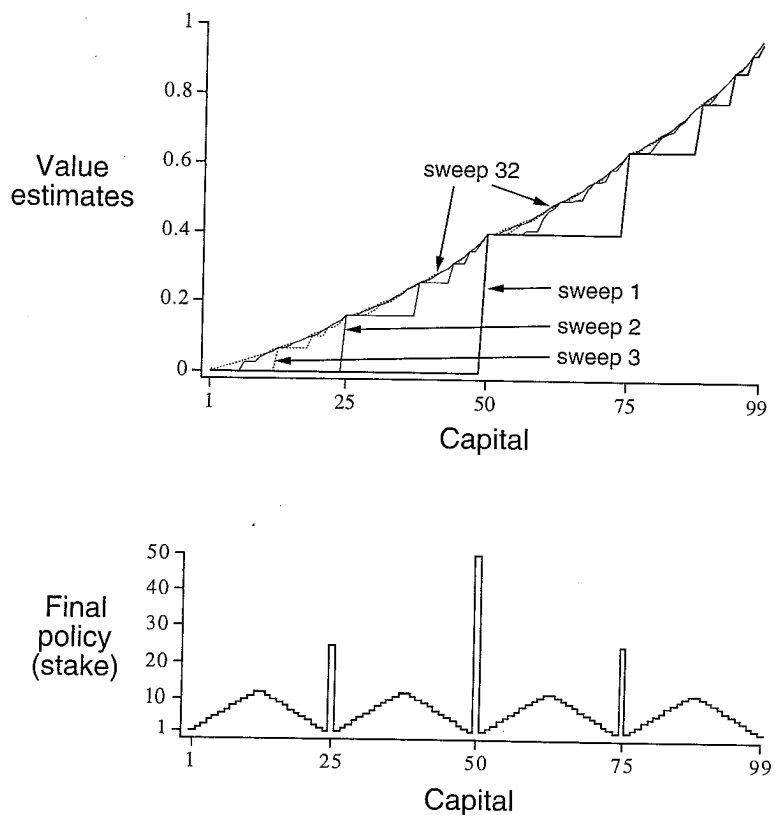 1
0.8
0.6
0.4
0.2
0
Value
estimates
sweep 32
sweep 1
sweep 2
sweep 3
1
25
50
75
99
Capital
50
40
30
20
10
1
Final
policy
(stake)
1
25
50
75
99
Capital